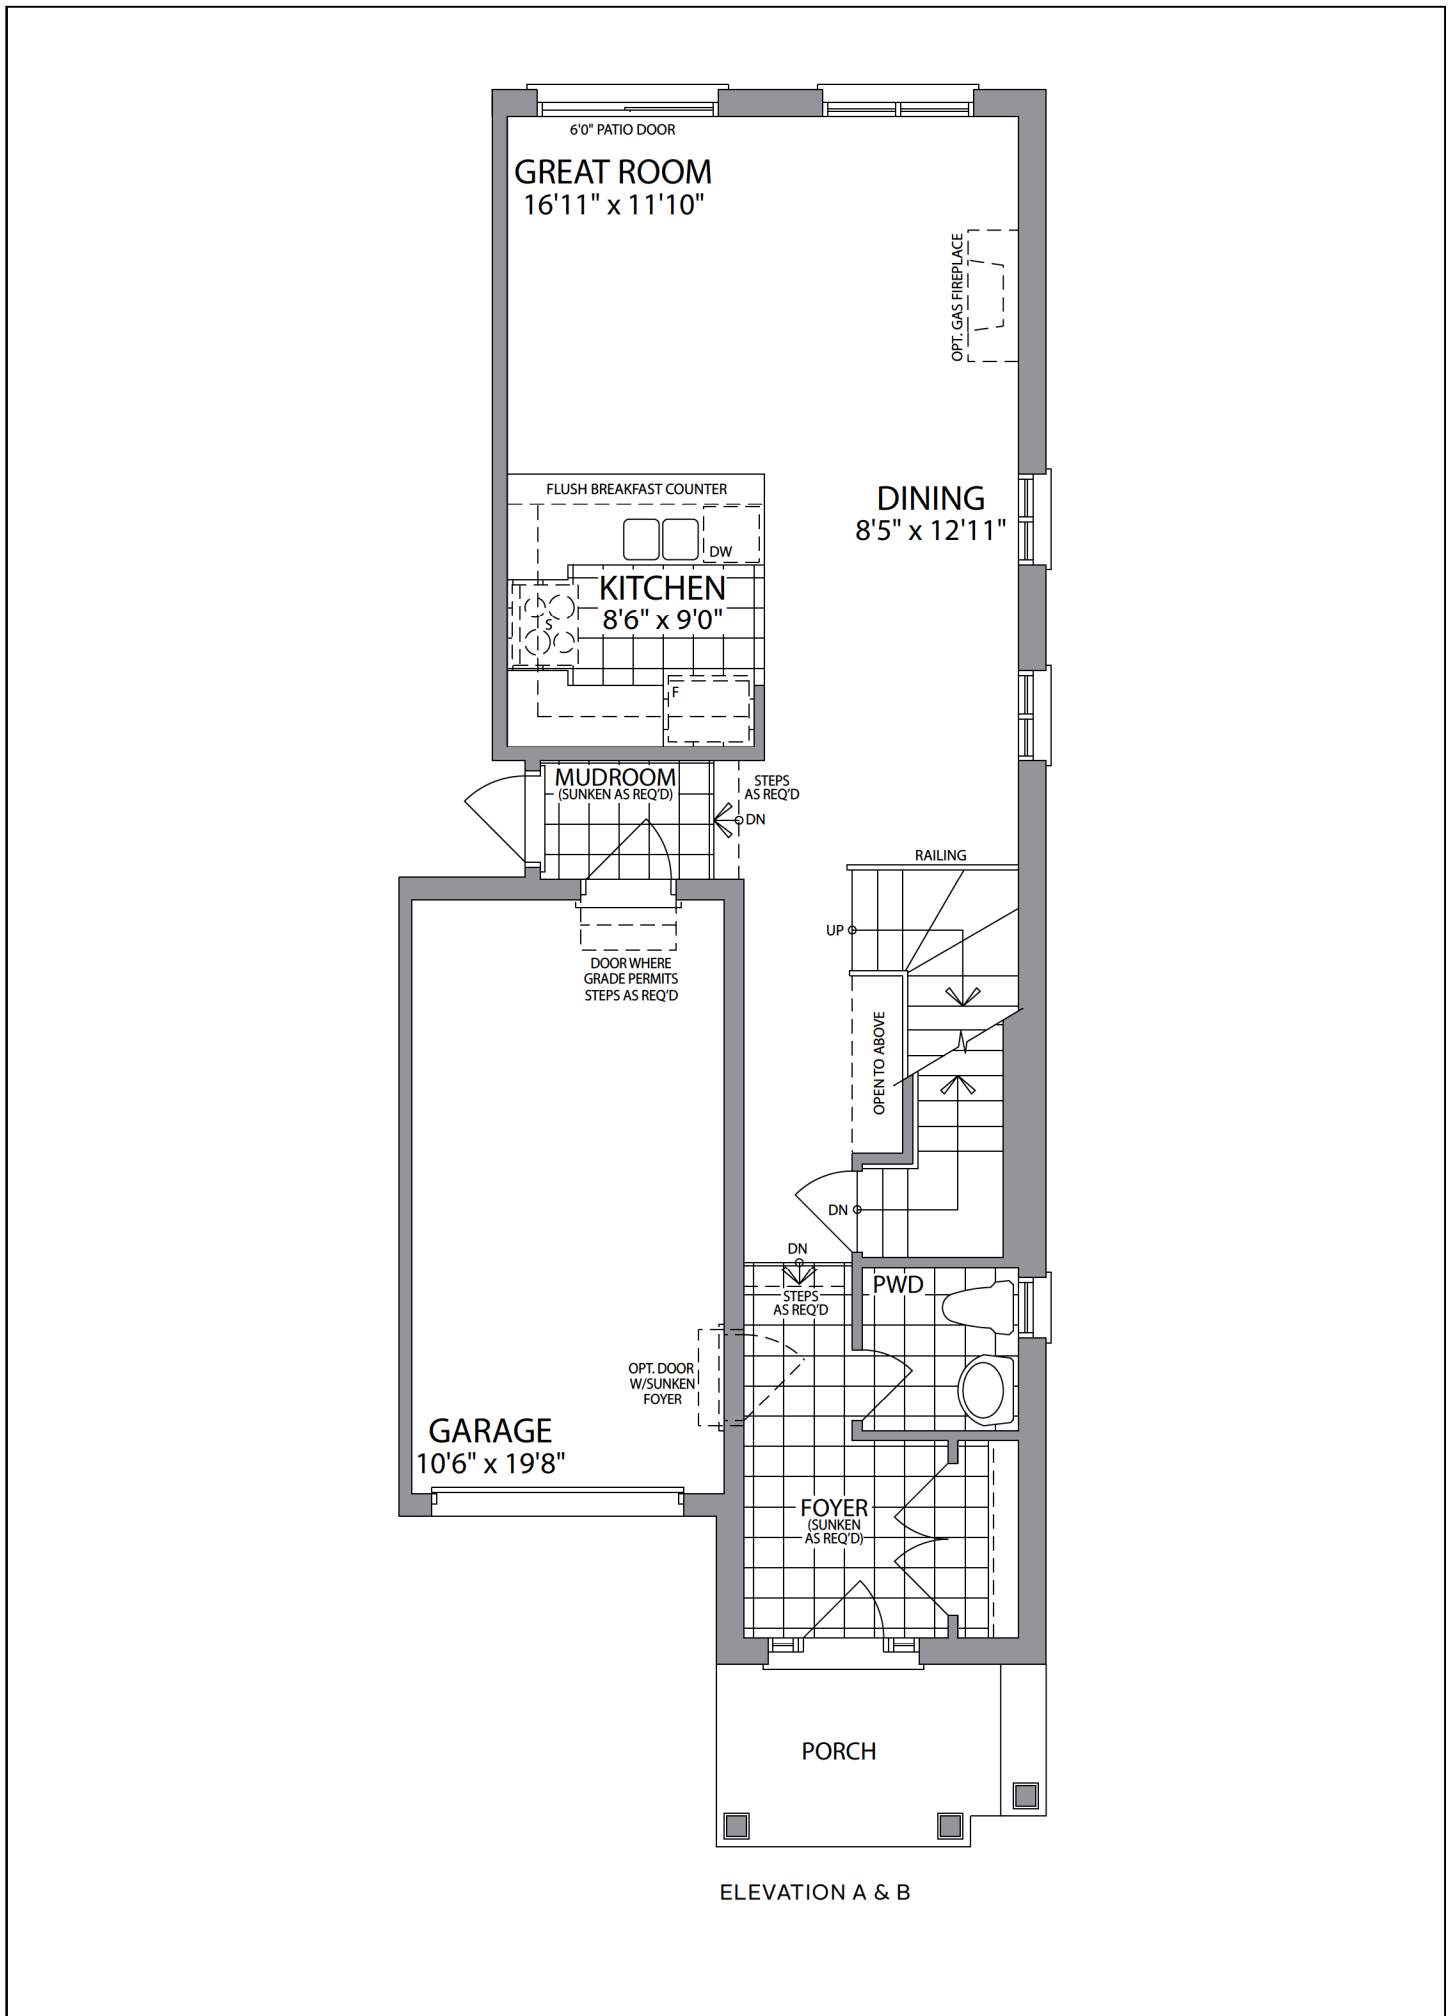 6'0" PATIO DOOR
GREAT ROOM
16'11" x 11'10"
OPT. GAS FIREPLACE
FLUSH BREAKFAST COUNTER
DINING
8'5" x 12'11"
DW
KITCHEN
8'6" x 9'0"
S
F
MUDROOM
(SUNKEN AS REQ'D)
STEPS
AS REQ'D
DN
RAILING
UP
DOOR WHERE
GRADE PERMITS
STEPS AS REQ'D
OPEN TO ABOVE
DN
DN
STEPS
AS REQ'D
PWD
OPT. DOOR
W/SUNKEN
FOYER
GARAGE
10'6" x 19'8"
FOYER
(SUNKEN
AS REQ'D)
PORCH
ELEVATION A & B